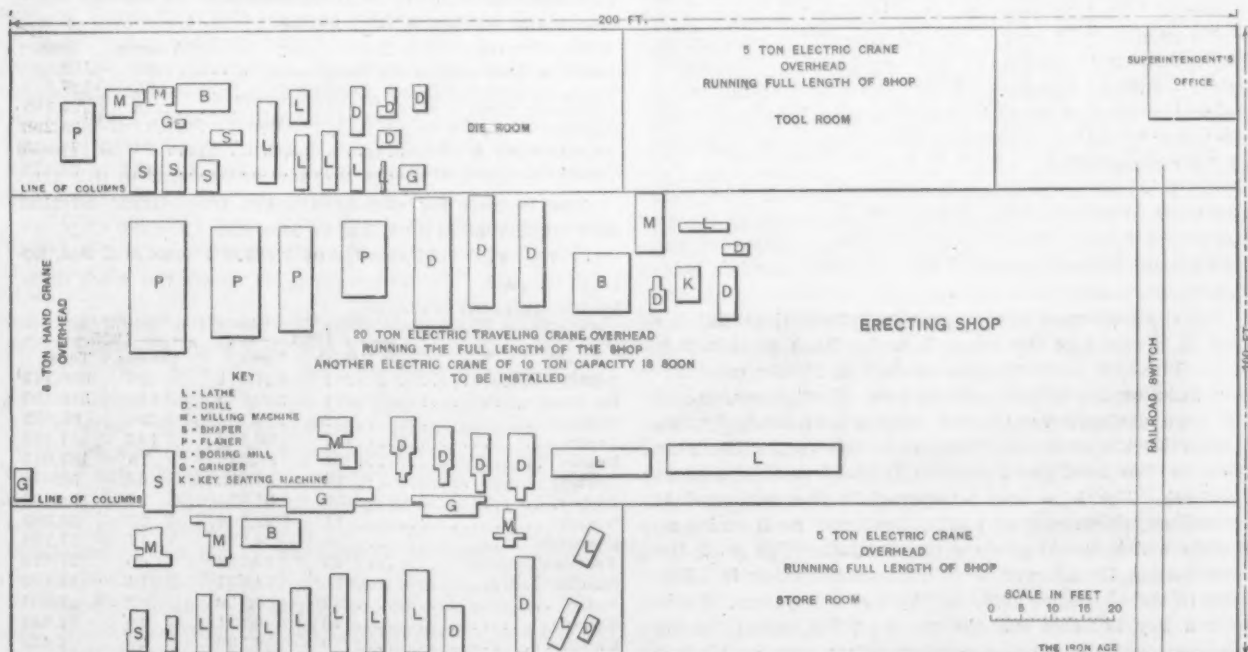 200 FT.
5 TON ELECTRIC CRANE
OVERHEAD
RUNNING FULL LENGTH OF SHOP
SUPERINTENDENT'S
OFFICE
M M B L D D D
P G S DIE ROOM TOOL ROOM
L L L L D
S S S G
LINE OF COLUMNS
M L
P P P P D D D B D
K D D
TON HAND CRANE
OVERHEAD
20 TON ELECTRIC TRAVELING CRANE OVERHEAD
RUNNING THE FULL LENGTH OF THE SHOP
ANOTHER ELECTRIC CRANE OF 10 TON CAPACITY IS SOON
TO BE INSTALLED
ERECTING SHOP
RAILROAD SWITCH
100 FT.
KEY
L - LATHE
D - DRILL
M - MILLING MACHINE
S - SHAPER
P - PLANER
B - BORING MILL
G - GRINDER
K - KEY SEATING MACHINE
M D D D D L L
G S G G
LINE OF COLUMNS
M M B M L
5 TON ELECTRIC CRANE
OVERHEAD
RUNNING FULL LENGTH OF SHOP
STORE ROOM
S L L L L L L L D D L D
SCALE IN FEET
0 5 10 15 20
THE IRON AGE